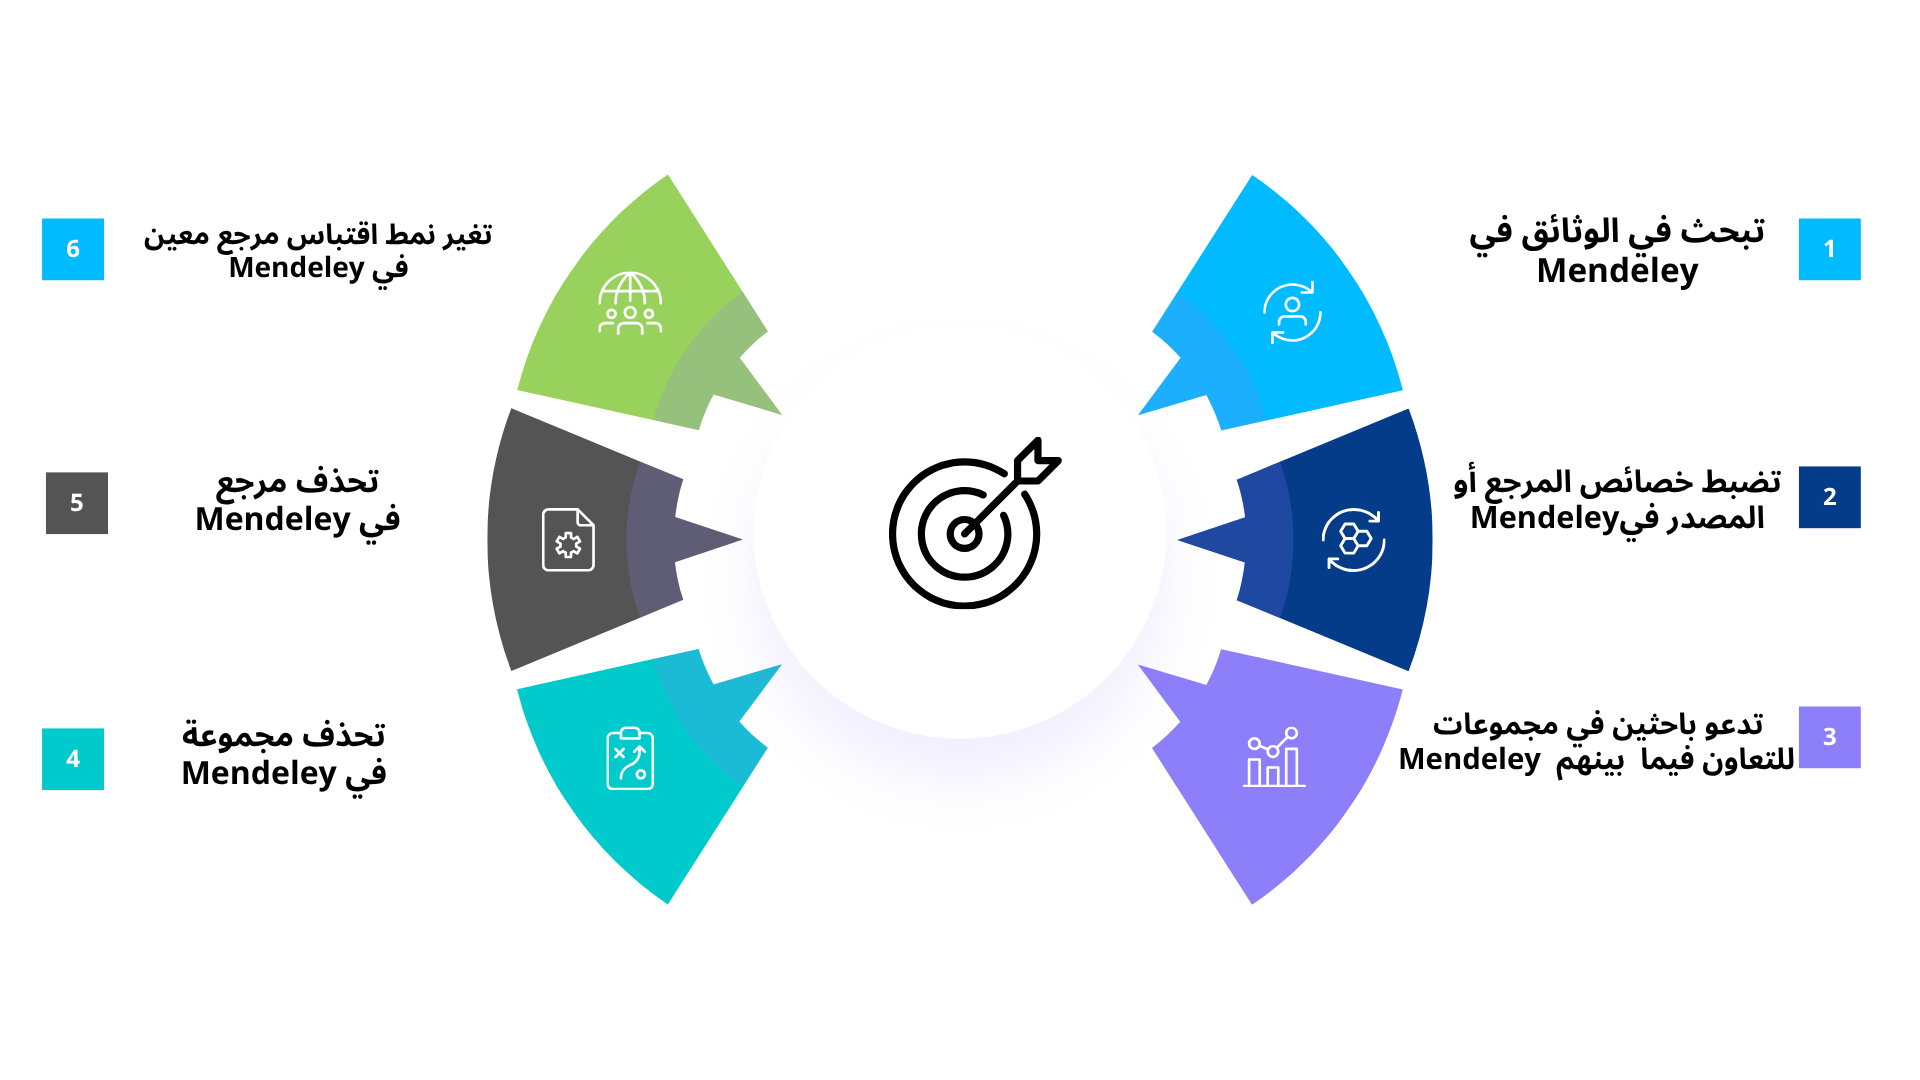 1
تبحث في الوثائق في
Mendeley
2
تضبط خصائص المرجع أو
المصدر فيMendeley
3
تدعو باحثين في مجموعات
للتعاون فيما  بينهم  Mendeley
4
تحذف مجموعة
في Mendeley
5
تحذف مرجع
في Mendeley
6
تغير نمط اقتباس مرجع معين
في Mendeley